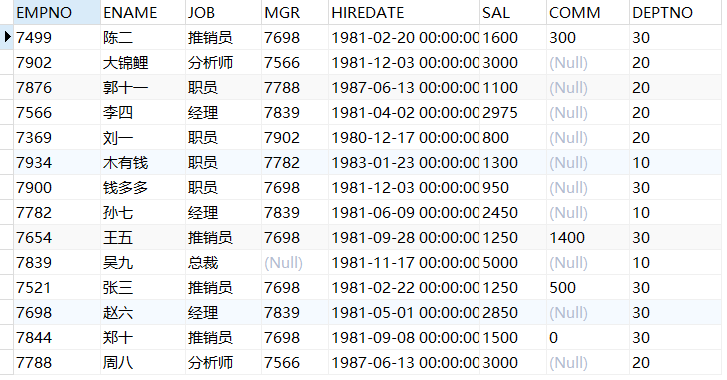 EMPNO ENAME JOB MGR HIREDATE SAL COMM DEPTNO
7499 陈二 推销员 7698 1981-02-20 00:00:00 1600 300 30
7902 大锦鲤 分析师 7566 1981-12-03 00:00:00 3000 (Null) 20
7876 郭十一 职员 7788 1987-06-13 00:00:00 1100 (Null) 20
7566 李四 经理 7839 1981-04-02 00:00:00 2975 (Null) 20
7369 刘一 职员 7902 1980-12-17 00:00:00 800 (Null) 20
7934 木有钱 职员 7782 1983-01-23 00:00:00 1300 (Null) 10
7900 钱多多 职员 7698 1981-12-03 00:00:00 950 (Null) 30
7782 孙七 经理 7839 1981-06-09 00:00:00 2450 (Null) 10
7654 王五 推销员 7698 1981-09-28 00:00:00 1250 1400 30
7839 吴九 总裁 (Null) 1981-11-17 00:00:00 5000 (Null) 10
7521 张三 推销员 7698 1981-02-22 00:00:00 1250 500 30
7698 赵六 经理 7839 1981-05-01 00:00:00 2850 (Null) 30
7844 郑十 推销员 7698 1981-09-08 00:00:00 1500 0 30
7788 周八 分析师 7566 1987-06-13 00:00:00 3000 (Null) 20